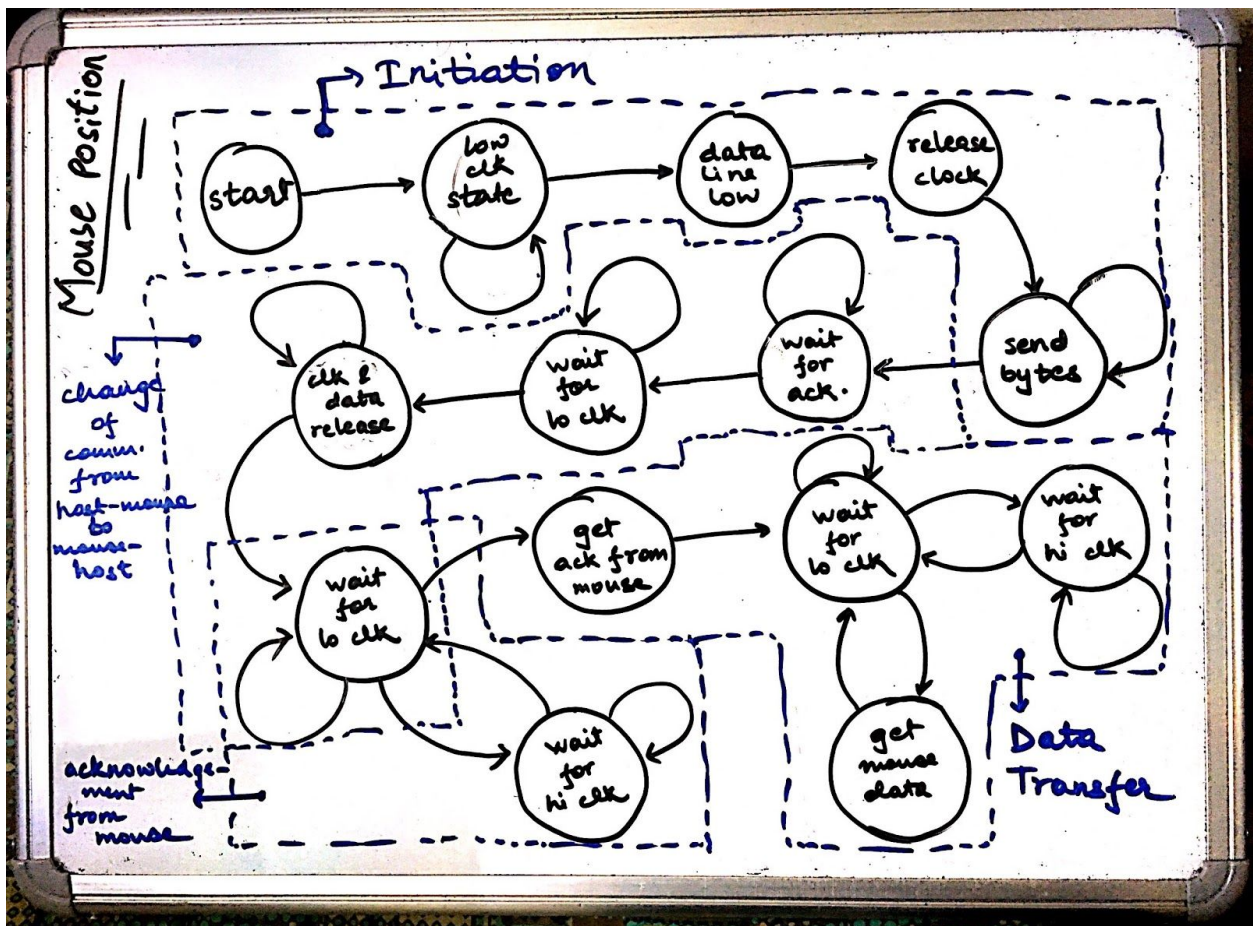 Mouse Position
Initiation
start
low
clk
state
data
line
low
release
clock
send
bytes
wait
for
ack.
wait
for
lo clk
clk &
data
release
change
of
comm.
from
host-mouse
to
mouse-
host
wait
for
lo clk
get
ack from
mouse
wait
for
lo clk
wait
for
hi clk
wait
for
hi clk
get
mouse
data
Data
Transfer
acknowledge-
ment
from
mouse